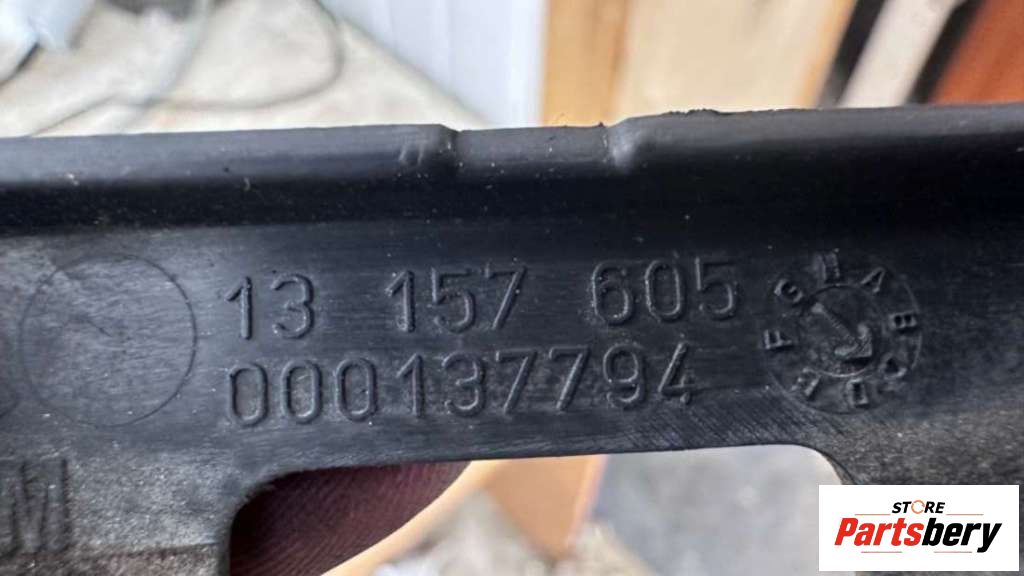 13 157 605
000137794
M
A
B
C
D
E
F
G
H
STORE
Partsbery